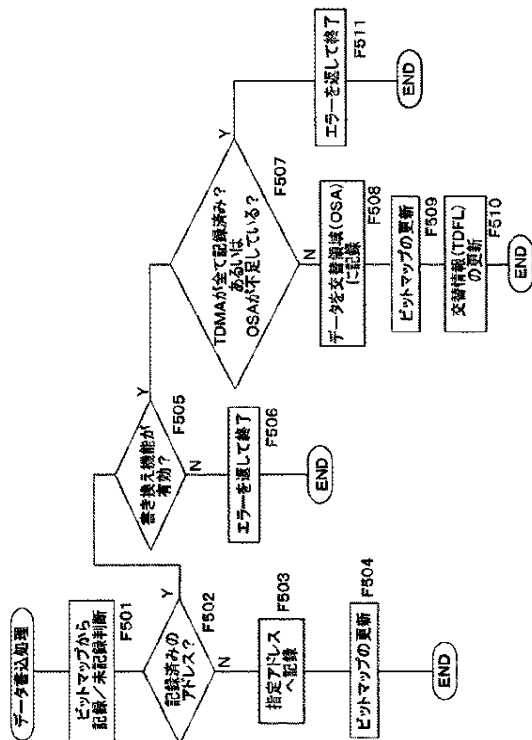 データ書込処理
ビットマップから
記録／未記録判断
F501
記録済みの
アドレス？
F502
Y
N
指定アドレス
へ記録
F503
ビットマップの更新
F504
END
書き換え機能が
有効？
F505
Y
N
エラーを返して終了
F506
END
TDMAが全て記録済み？
あるいは
OSAが不足している？
F507
Y
N
データを交替領域(OSA)
に記録
F508
ビットマップの更新
F509
交替情報(TDFL)
の更新
F510
END
エラーを返して終了
F511
END